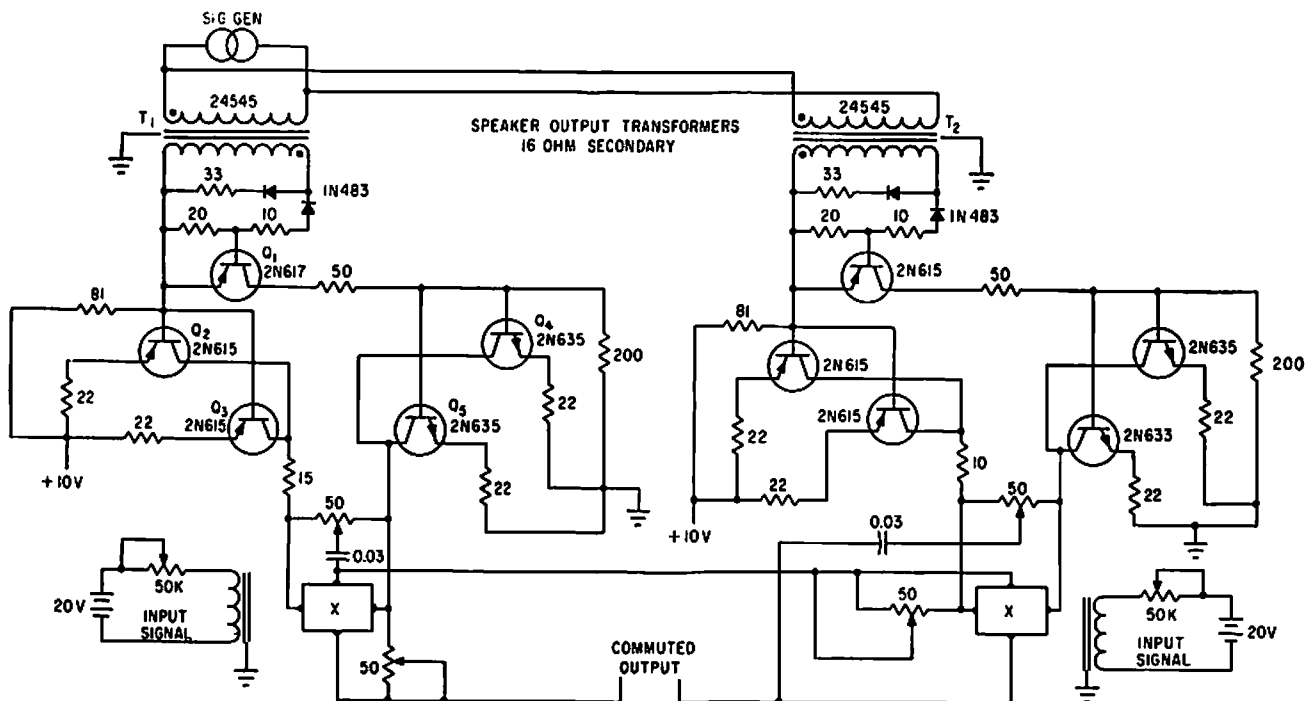 SIG GEN
24545
24545
T1
T2
SPEAKER OUTPUT TRANSFORMERS
16 OHM SECONDARY
33
1N483
20
10
Q1
2N617
50
81
Q2
2N615
Q4
2N635
200
22
Q3
2N615
22
Q5
2N635
22
22
15
+10V
50
0.03
X
50
20V
50K
INPUT
SIGNAL
COMMUTED
OUTPUT
33
1N483
20
10
2N615
50
81
2N615
2N635
200
2N615
22
2N633
22
22
22
10
+10V
50
0.03
50
X
50K
INPUT
SIGNAL
20V